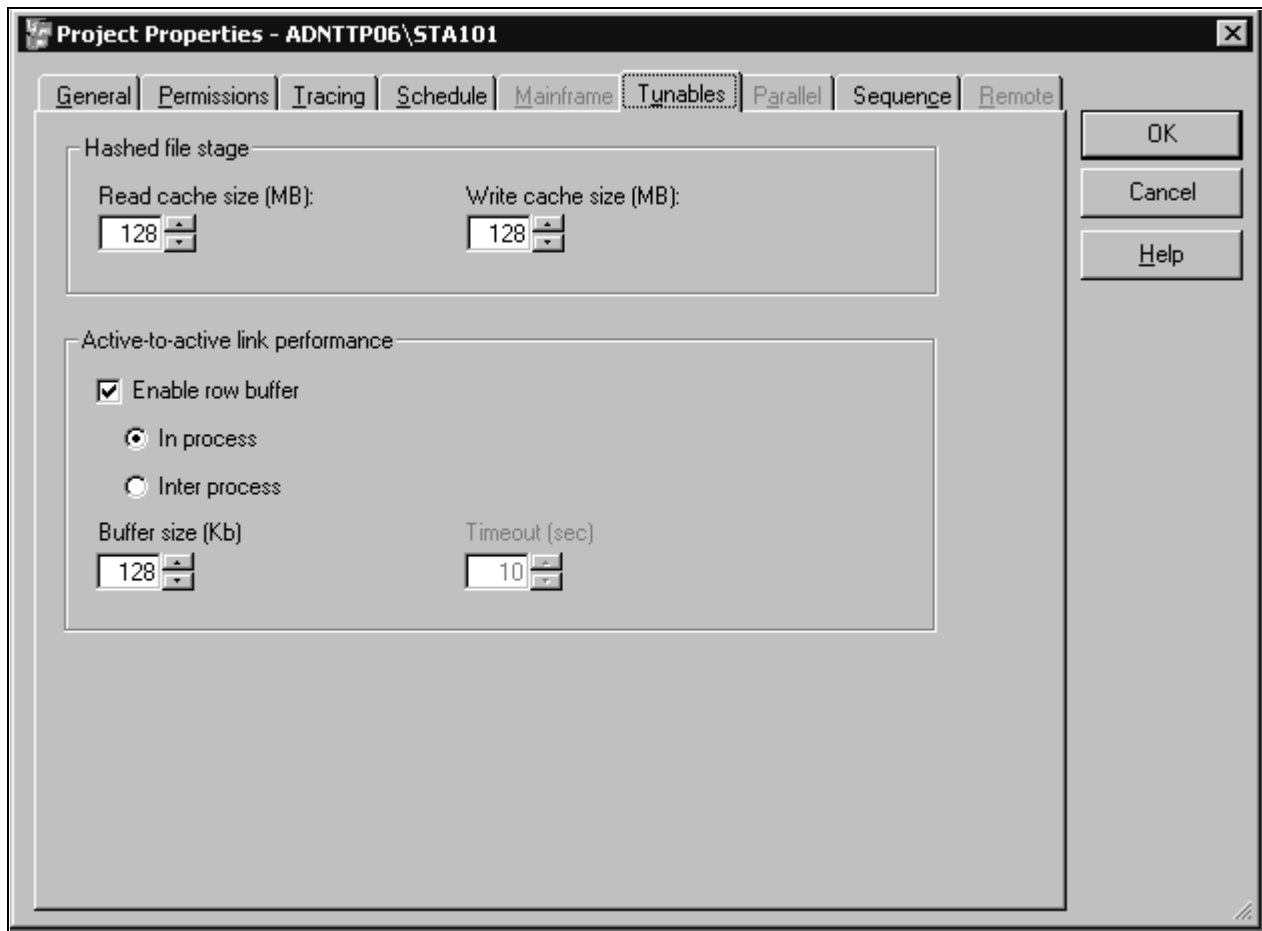 Project Properties - ADNTTP06\STA101
General Permissions Tracing Schedule Mainframe Tunables Parallel Sequence Remote
OK
Cancel
Help
Hashed file stage
Read cache size (MB): Write cache size (MB):
128 128
Active-to-active link performance
Enable row buffer
In process
Inter process
Buffer size (Kb) Timeout (sec)
128 10